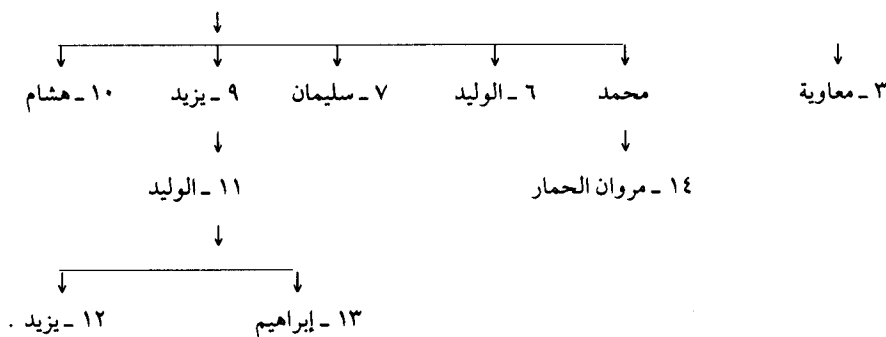 ٣ ـ معاوية محمد ٦ ـ الوليد ٧ ـ سليمان ٩ ـ يزيد ١٠ ـ هشام
١٤ ـ مروان الحمار ١١ ـ الوليد
١٣ ـ إبراهيم ١٢ ـ يزيد .